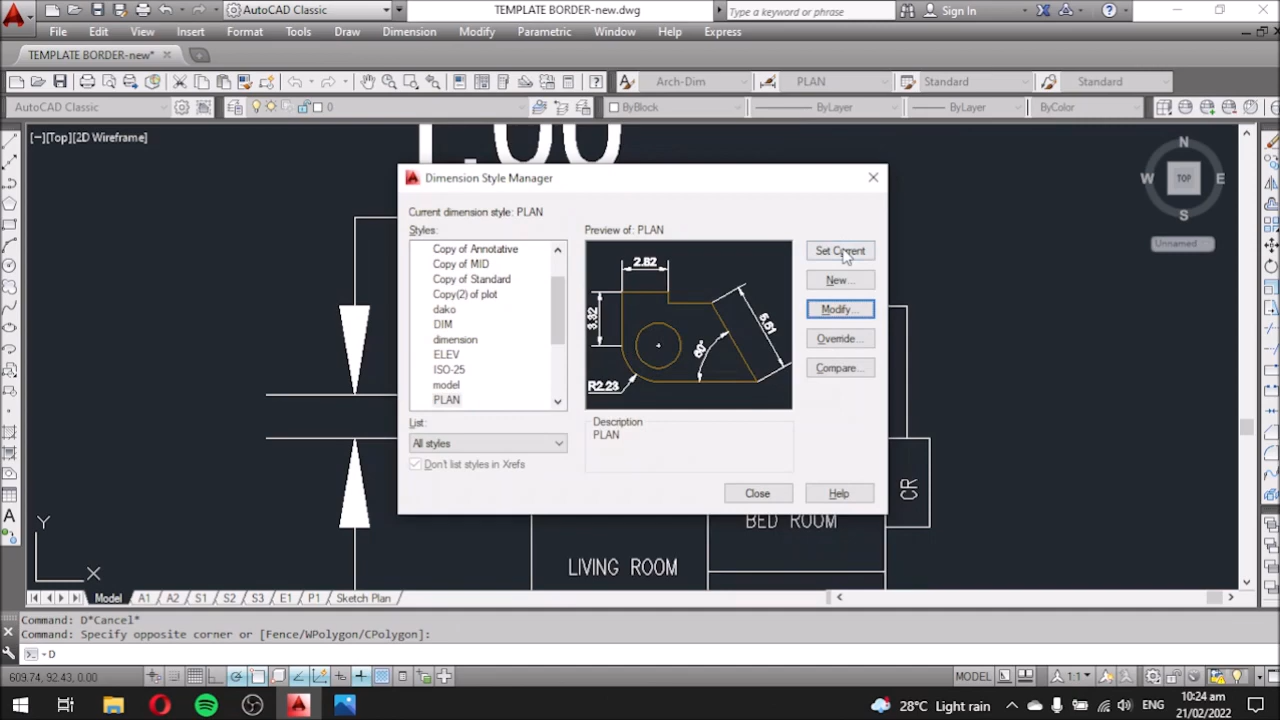 AutoCAD Classic
TEMPLATE BORDER-new.dwg
Type a keyword or phrase
Sign In
File Edit View Insert Format Tools Draw Dimension Modify Parametric Window Help Express
TEMPLATE BORDER-new*
Arch-Dim
PLAN
Standard
Standard
AutoCAD Classic
0
ByBlock
ByLayer
ByLayer
ByColor
[−][Top][2D Wireframe]
1.00
N
W TOP E
S
Unnamed
Dimension Style Manager
Current dimension style: PLAN
Styles:
Copy of Annotative
Copy of MID
Copy of Standard
Copy(2) of plot
dako
DIM
dimension
ELEV
ISO-25
model
PLAN
List:
All styles
Don't list styles in Xrefs
Preview of: PLAN
2.82
3.32
5.61
60°
R2.23
Description
PLAN
Set Current
New...
Modify...
Override...
Compare...
Close
Help
CR
BED ROOM
LIVING ROOM
Y
X
Model A1 A2 S1 S2 S3 E1 P1 Sketch Plan
Command: D*Cancel*
Command: Specify opposite corner or [Fence/WPolygon/CPolygon]:
D
609.74, 92.43, 0.00
MODEL
1:1
28°C Light rain
ENG
10:24 am
21/02/2022